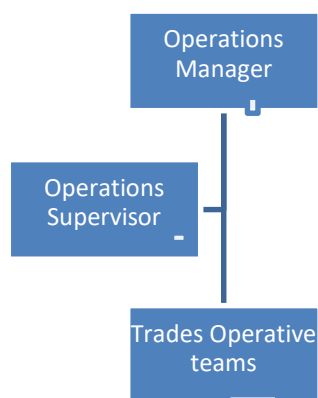 Operations
Manager
Operations
Supervisor
Trades Operative
teams